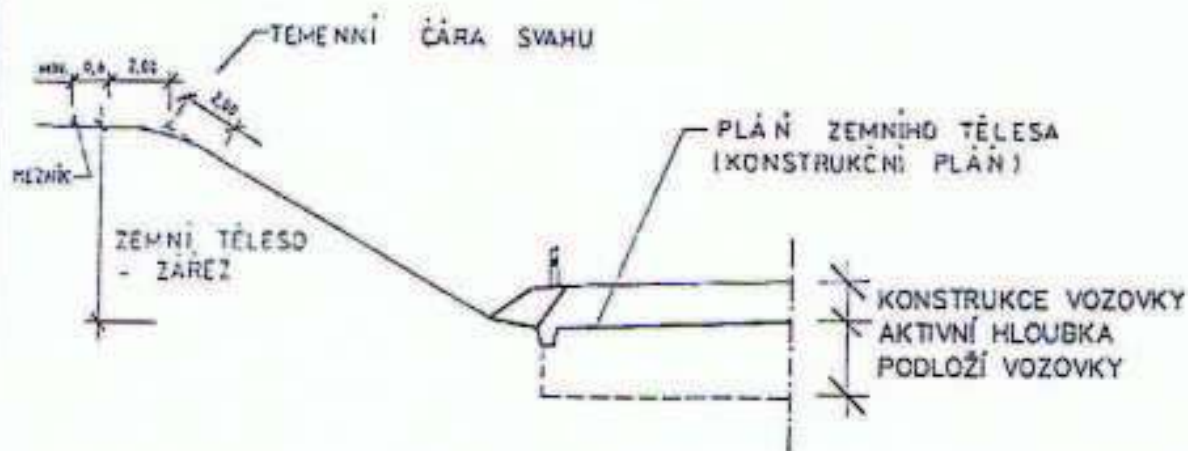 TEMENNÍ ČÁRA SVAHU
0,6 2,00
2,00
PLÁŇ ZEMNÍHO TĚLESA
(KONSTRUKČNÍ PLÁŇ)
MEZNÍK
ZEMNÍ TĚLESO
- ZÁŘEZ
KONSTRUKCE VOZOVKY
AKTIVNÍ HLOUBKA
PODLOŽÍ VOZOVKY